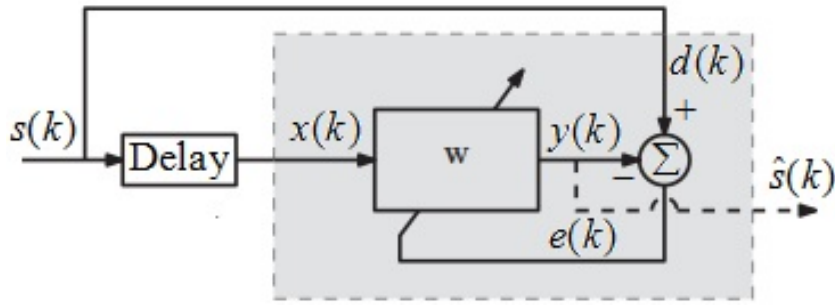 d(k)
+
s(k)
Delay
x(k)
w
y(k)
−
Σ
ŝ(k)
e(k)